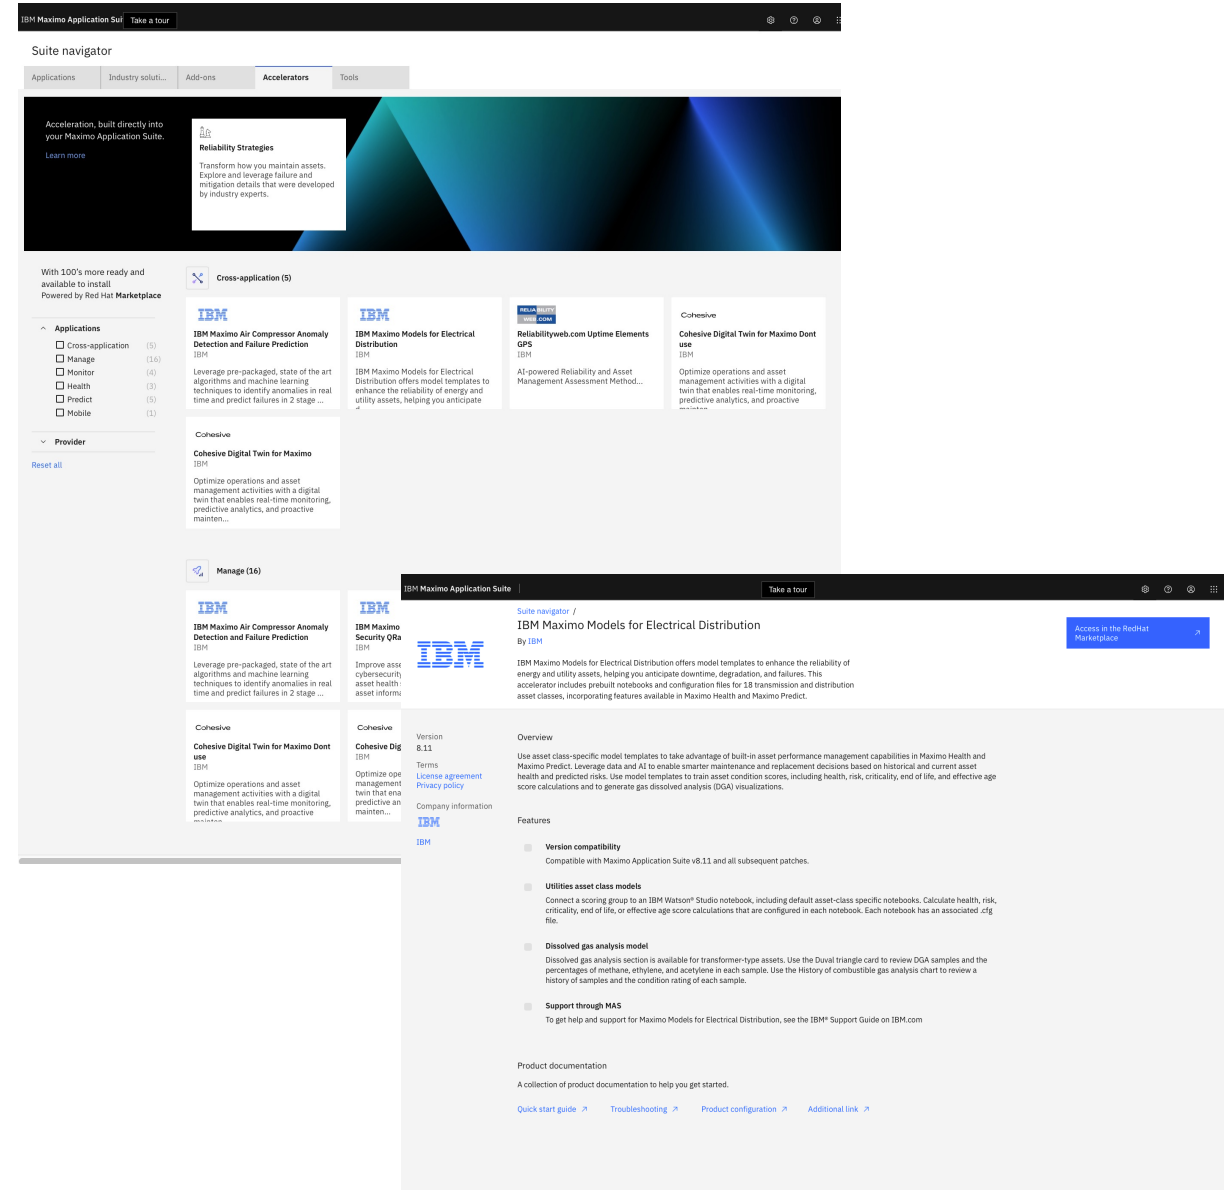 IBM Maximo Application Sui
Take a tour
Suite navigator
Applications
Industry soluti...
Add-ons
Accelerators
Tools
Acceleration, built directly into
your Maximo Application Suite.
Learn more
Reliability Strategies
Transform how you maintain assets.
Explore and leverage failure and
mitigation details that were developed
by industry experts.
With 100's more ready and
available to install
Powered by Red Hat Marketplace
Applications
Cross-application (5)
Manage (16)
Monitor (4)
Health (3)
Predict (5)
Mobile (1)
Provider
Reset all
Cross-application (5)
IBM
IBM Maximo Air Compressor Anomaly
Detection and Failure Prediction
IBM
Leverage pre-packaged, state of the art
algorithms and machine learning
techniques to identify anomalies in real
time and predict failures in 2 stage ...
IBM
IBM Maximo Models for Electrical
Distribution
IBM
IBM Maximo Models for Electrical
Distribution offers model templates to
enhance the reliability of energy and
utility assets, helping you anticipate
RELIABILITY
WEB.COM
Reliabilityweb.com Uptime Elements
GPS
IBM
AI-powered Reliability and Asset
Management Assessment Method...
Cohesive
Cohesive Digital Twin for Maximo Dont
use
IBM
Optimize operations and asset
management activities with a digital
twin that enables real-time monitoring,
predictive analytics, and proactive
mainten...
Cohesive
Cohesive Digital Twin for Maximo
IBM
Optimize operations and asset
management activities with a digital
twin that enables real-time monitoring,
predictive analytics, and proactive
mainten...
Manage (16)
IBM
IBM Maximo Air Compressor Anomaly
Detection and Failure Prediction
IBM
Leverage pre-packaged, state of the art
algorithms and machine learning
techniques to identify anomalies in real
time and predict failures in 2 stage ...
IBM
IBM Maximo
Security QRa
IBM
Improve asse
cybersecurity
asset health
asset informa
Cohesive
Cohesive Digital Twin for Maximo Dont
use
IBM
Optimize operations and asset
management activities with a digital
twin that enables real-time monitoring,
predictive analytics, and proactive
mainten...
Cohesive
Cohesive Dig
IBM
Optimize ope
management
twin that ena
predictive an
mainten...
IBM Maximo Application Suite
Take a tour
Suite navigator /
IBM Maximo Models for Electrical Distribution
By IBM
IBM
IBM Maximo Models for Electrical Distribution offers model templates to enhance the reliability of
energy and utility assets, helping you anticipate downtime, degradation, and failures. This
accelerator includes prebuilt notebooks and configuration files for 18 transmission and distribution
asset classes, incorporating features available in Maximo Health and Maximo Predict.
Access in the RedHat
Marketplace
Version
8.11
Terms
License agreement
Privacy policy
Company information
IBM
IBM
Overview
Use asset class-specific model templates to take advantage of built-in asset performance management capabilities in Maximo Health and
Maximo Predict. Leverage data and AI to enable smarter maintenance and replacement decisions based on historical and current asset
health and predicted risks. Use model templates to train asset condition scores, including health, risk, criticality, end of life, and effective age
score calculations and to generate gas dissolved analysis (DGA) visualizations.
Features
Version compatibility
Compatible with Maximo Application Suite v8.11 and all subsequent patches.
Utilities asset class models
Connect a scoring group to an IBM Watson® Studio notebook, including default asset-class specific notebooks. Calculate health, risk,
criticality, end of life, or effective age score calculations that are configured in each notebook. Each notebook has an associated .cfg
file.
Dissolved gas analysis model
Dissolved gas analysis section is available for transformer-type assets. Use the Duval triangle card to review DGA samples and the
percentages of methane, ethylene, and acetylene in each sample. Use the History of combustible gas analysis chart to review a
history of samples and the condition rating of each sample.
Support through MAS
To get help and support for Maximo Models for Electrical Distribution, see the IBM® Support Guide on IBM.com
Product documentation
A collection of product documentation to help you get started.
Quick start guide
Troubleshooting
Product configuration
Additional link